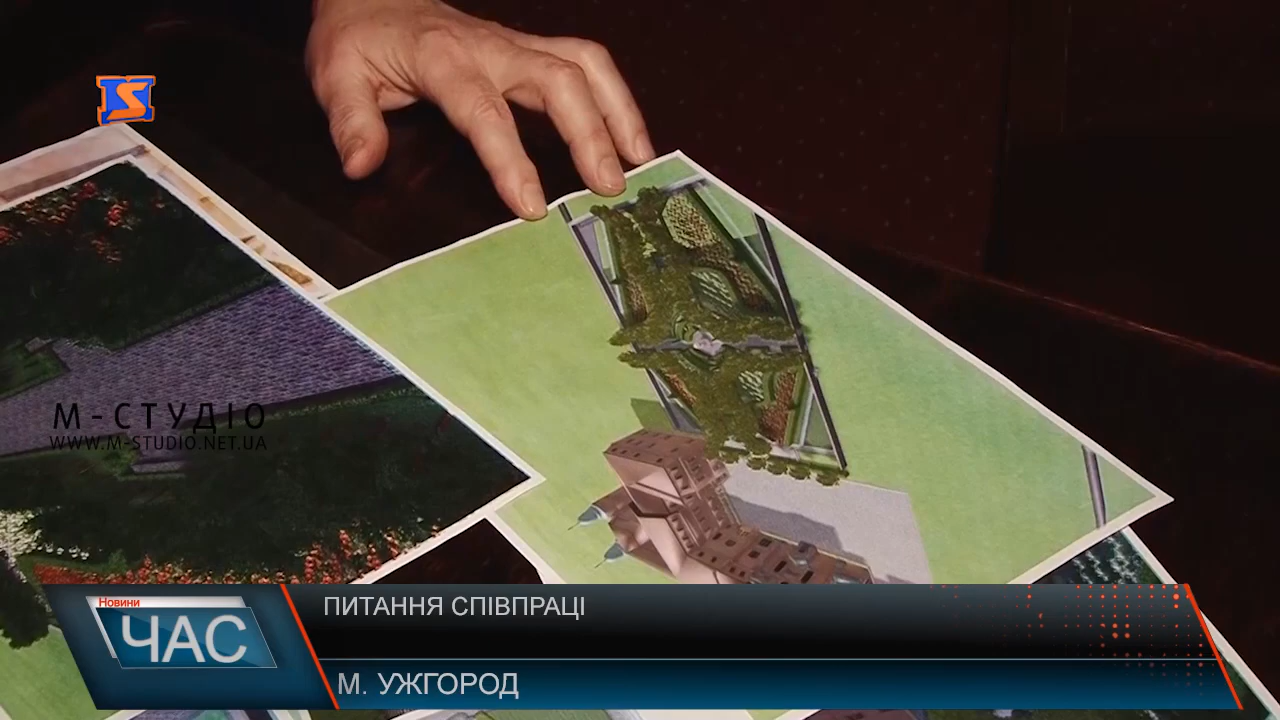 М-СТУДІО
WWW.M-STUDIO.NET.UA
Новини
ЧАС
ПИТАННЯ СПІВПРАЦІ
М. УЖГОРОД